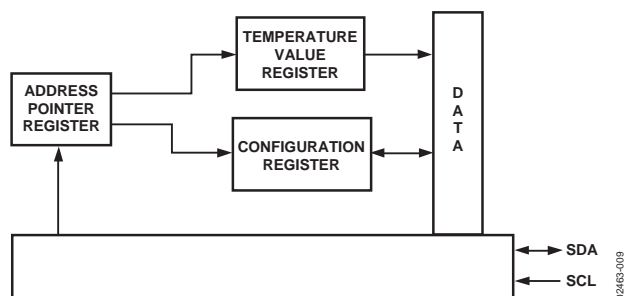 TEMPERATURE
VALUE
REGISTER
ADDRESS
POINTER
REGISTER
CONFIGURATION
REGISTER
D
A
T
A
SDA
SCL
02463-009